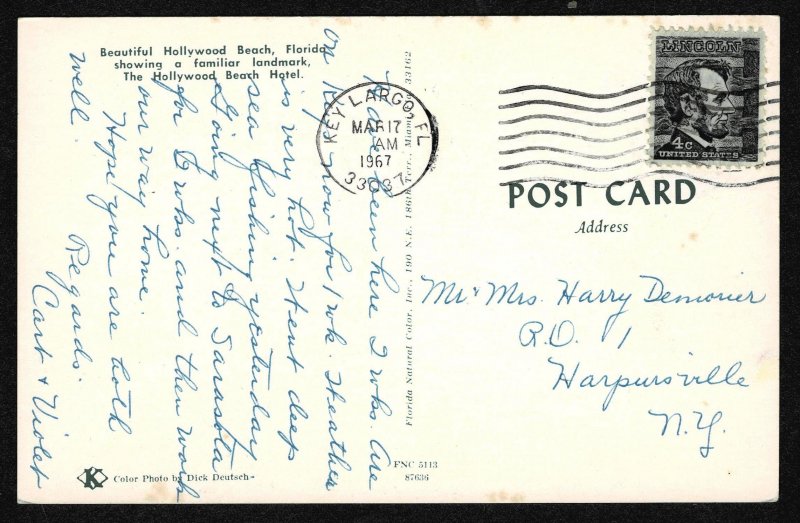 Beautiful Hollywood Beach, Florida
showing a familiar landmark,
The Hollywood Beach Hotel.
Have been here 2 wks. Are
on Key now for 1 wk. Weather
is very hot. Went deep
sea fishing yesterday
Going next to Sarasota
for 2 wks. and then work
our way home.
Hope you are both
well.
Regards.
Cart & Violet
Color Photo by Dick Deutsch
K
Florida Natural Color, Inc., 190 N.E. Terr., Miami 33162
FNC 5113
87636
KEY LARGO, FL
MAR 17
AM
1967
33037
LINCOLN
4c
UNITED STATES
POST CARD
Address
Mr & Mrs. Harry Demorier
R.D. 1
Harpursville
N.Y.